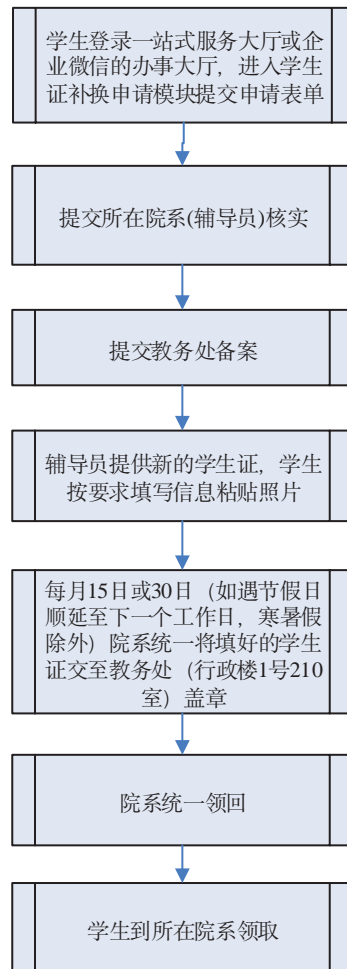 学生登录一站式服务大厅或企
业微信的办事大厅，进入学生
证补换申请模块提交申请表单
提交所在院系(辅导员)核实
提交教务处备案
辅导员提供新的学生证，学生
按要求填写信息粘贴照片
每月15日或30日（如遇节假日
顺延至下一个工作日，寒暑假
除外）院系统一将填好的学生
证交至教务处（行政楼1号210
室）盖章
院系统一领回
学生到所在院系领取